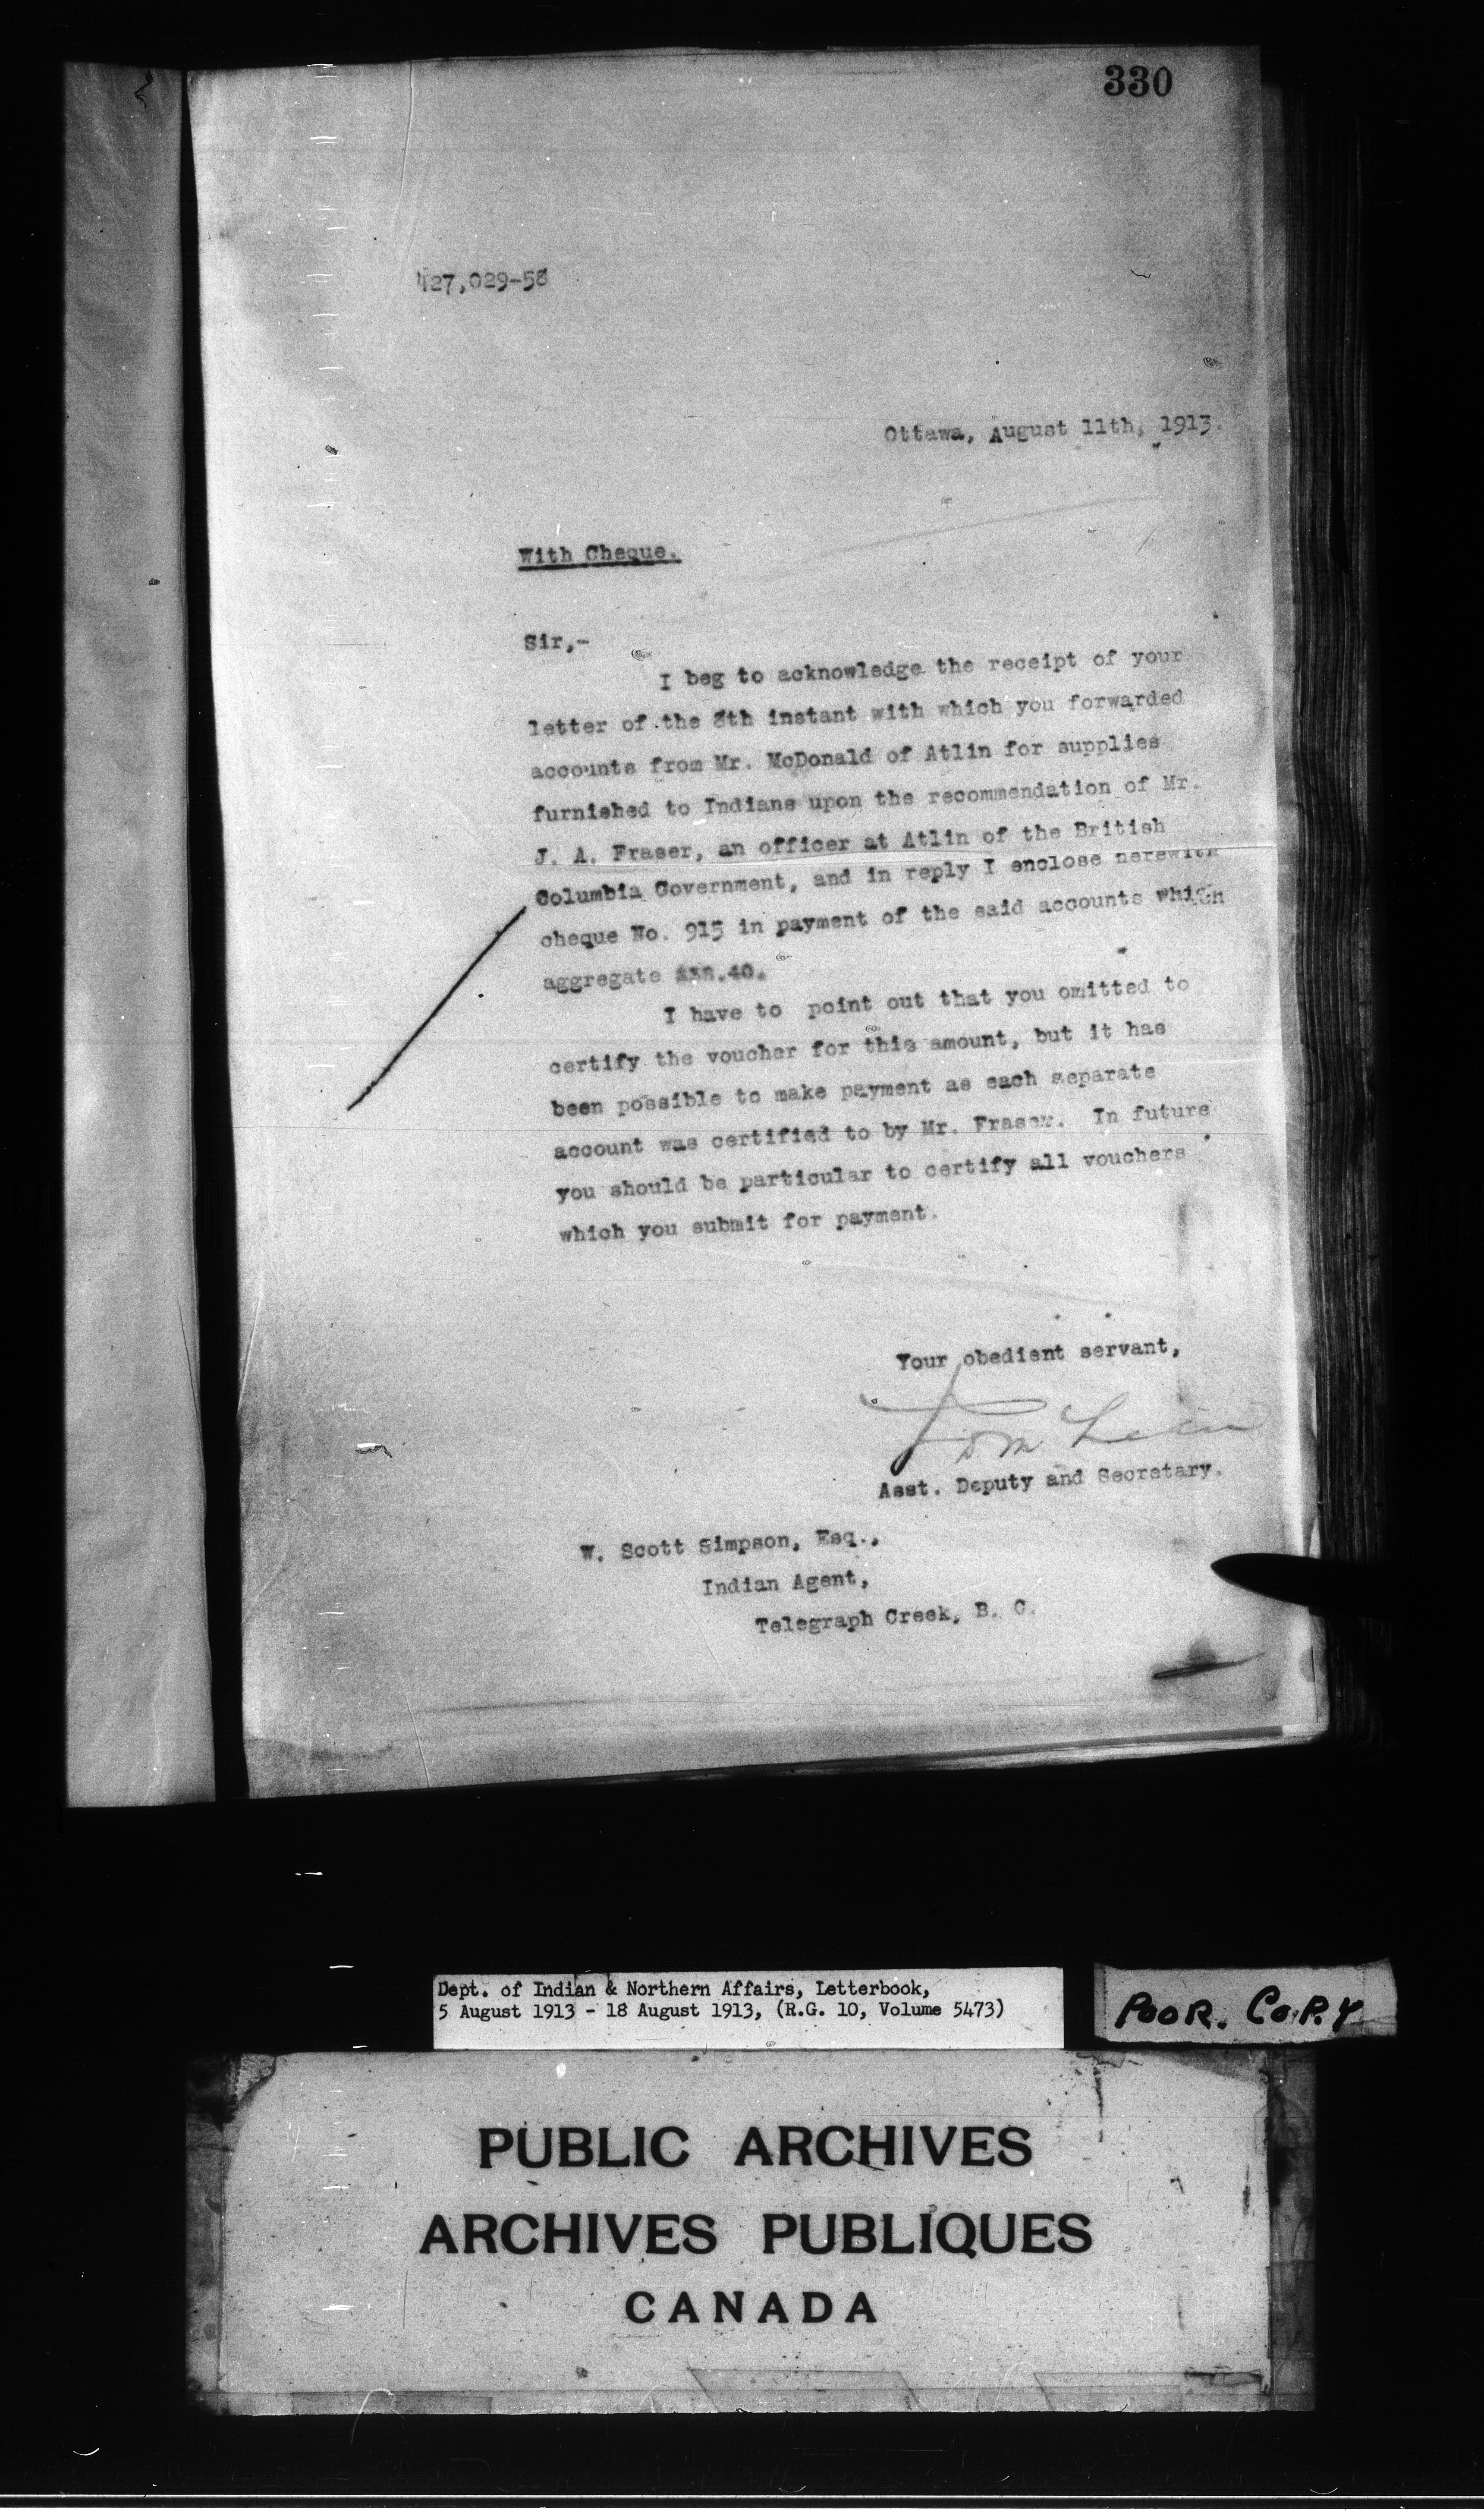 330
427,029-58
Ottawa, August 11th, 1913.
With Cheque.
Sir,-
I beg to acknowledge the receipt of your
letter of the 8th instant with which you forwarded
accounts from Mr. McDonald of Atlin for supplies
furnished to Indians upon the recommendation of Mr.
J. A. Fraser, an officer at Atlin of the British
Columbia Government, and in reply I enclose herewith
cheque No. 915 in payment of the said accounts which
aggregate
I have to point out that you omitted to
certify the voucher for this amount, but it has
been possible to make payment as each separate
account was certified to by Mr. Fraser. In future
you should be particular to certify all vouchers
which you submit for payment.
Your obedient servant,
Asst. Deputy and Secretary.
W. Scott Simpson, Esq.,
Indian Agent,
Telegraph Creek, B. C.
Dept. of Indian & Northern Affairs, Letterbook,
5 August 1913 - 18 August 1913, (R.G. 10, Volume 5473)
POOR. COPY
PUBLIC ARCHIVES
ARCHIVES PUBLIQUES
CANADA